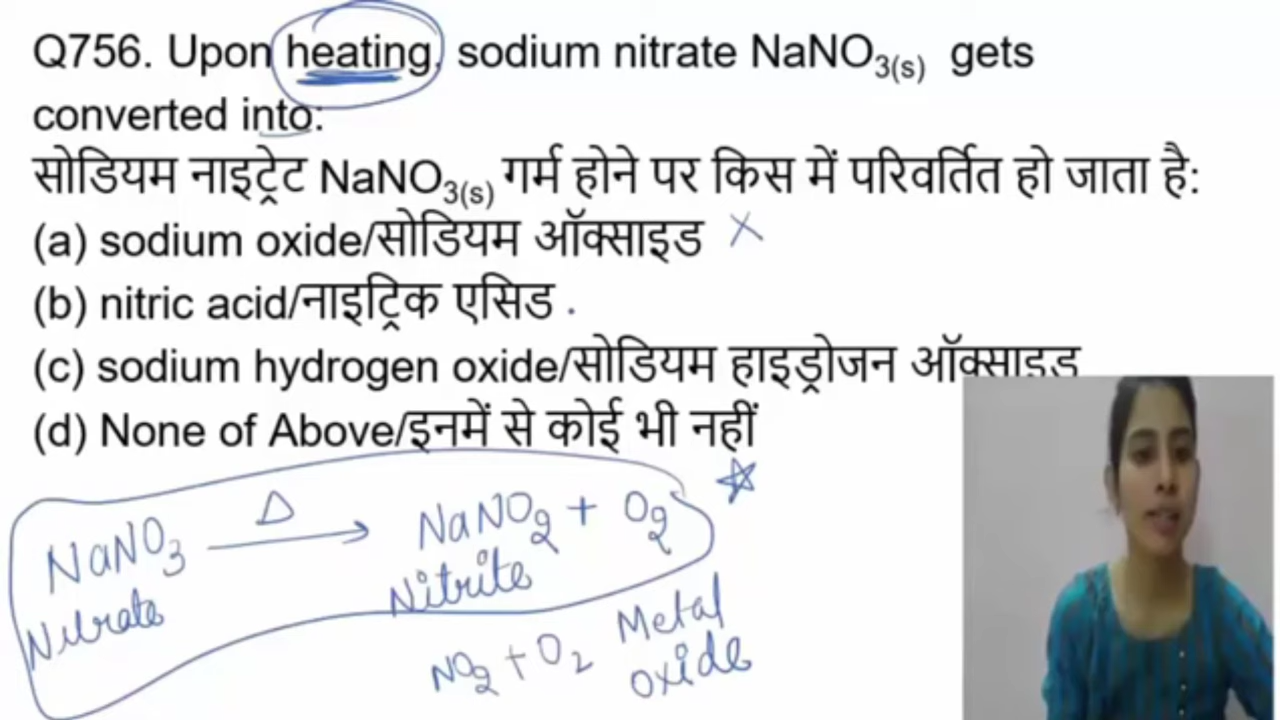 Q756. Upon heating, sodium nitrate NaNO₃₍ₛ₎ gets
converted into:
सोडियम नाइट्रेट NaNO₃₍ₛ₎ गर्म होने पर किस में परिवर्तित हो जाता है:
(a) sodium oxide/सोडियम ऑक्साइड ×
(b) nitric acid/नाइट्रिक एसिड .
(c) sodium hydrogen oxide/सोडियम हाइड्रोजन ऑक्साइड
(d) None of Above/इनमें से कोई भी नहीं
NaNO₃ —Δ→ NaNO₂ + O₂
Nitrate Nitrite
NO₂ + O₂ Metal
oxide